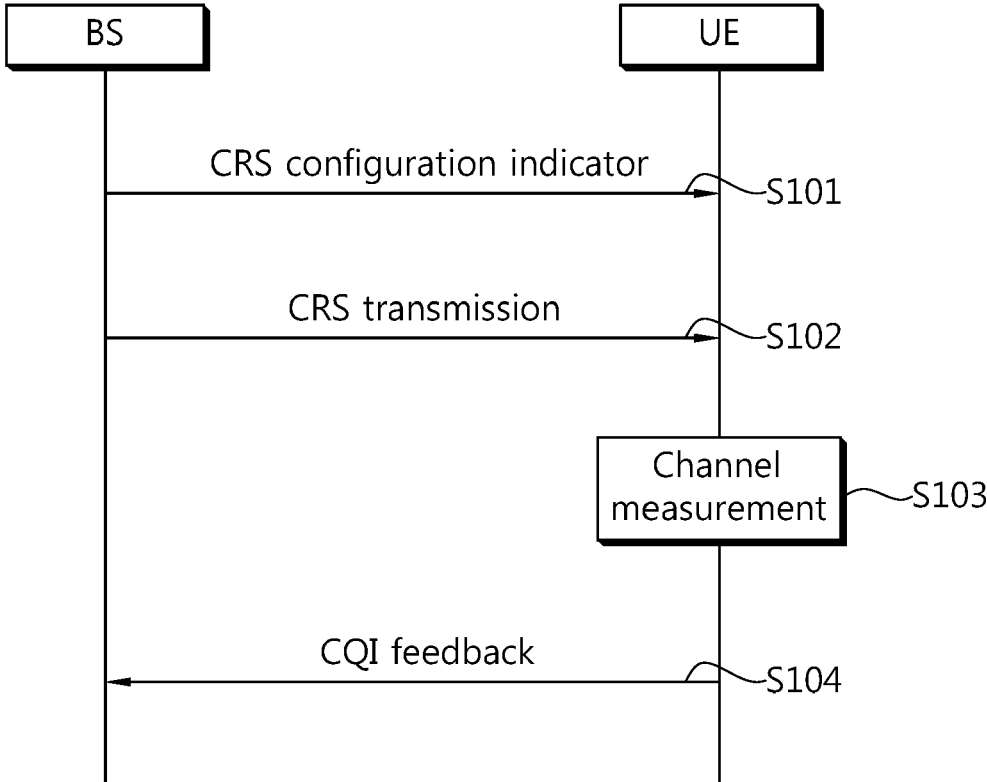 BS
UE
CRS configuration indicator
S101
CRS transmission
S102
Channel
measurement
S103
CQI feedback
S104